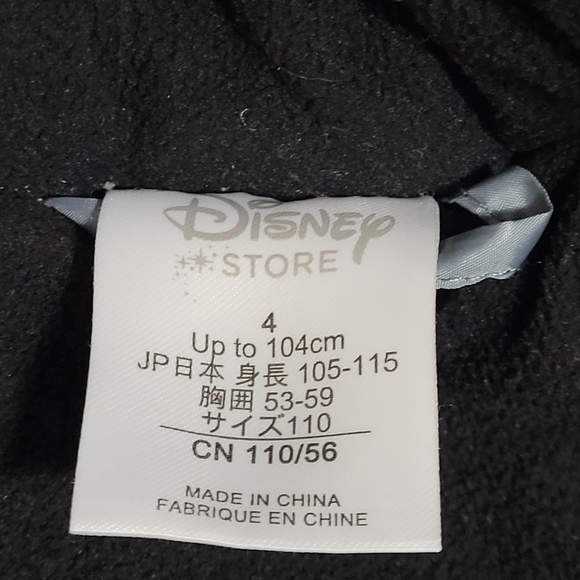 Disney
STORE
4
Up to 104cm
JP日本 身長 105-115
胸囲 53-59
サイズ110
CN 110/56
MADE IN CHINA
FABRIQUE EN CHINE